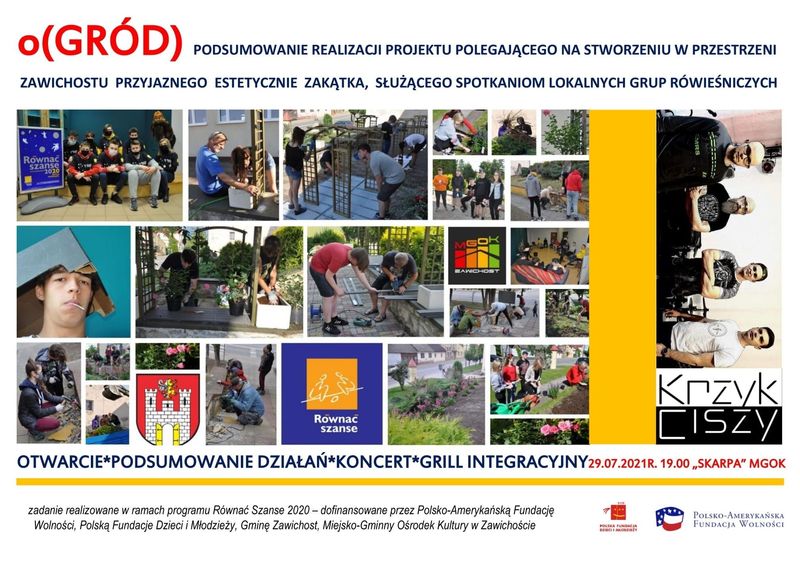 o(GRÓD) PODSUMOWANIE REALIZACJI PROJEKTU POLEGAJĄCEGO NA STWORZENIU W PRZESTRZENI
ZAWICHOSTU PRZYJAZNEGO ESTETYCZNIE ZAKĄTKA, SŁUŻĄCEGO SPOTKANIOM LOKALNYCH GRUP RÓWIEŚNICZYCH
Równać
szanse
2020
MGOK
ZAWICHOST
Równać
szanse
Krzyk
Ciszy
OTWARCIE*PODSUMOWANIE DZIAŁAŃ*KONCERT*GRILL INTEGRACYJNY 29.07.2021R. 19.00 „SKARPA” MGOK
zadanie realizowane w ramach programu Równać Szanse 2020 – dofinansowane przez Polsko-Amerykańską Fundację
Wolności, Polską Fundacje Dzieci i Młodzieży, Gminę Zawichost, Miejsko-Gminny Ośrodek Kultury w Zawichoście
POLSKA FUNDACJA
DZIECI I MŁODZIEŻY
POLSKO-AMERYKAŃSKA
FUNDACJA WOLNOŚCI